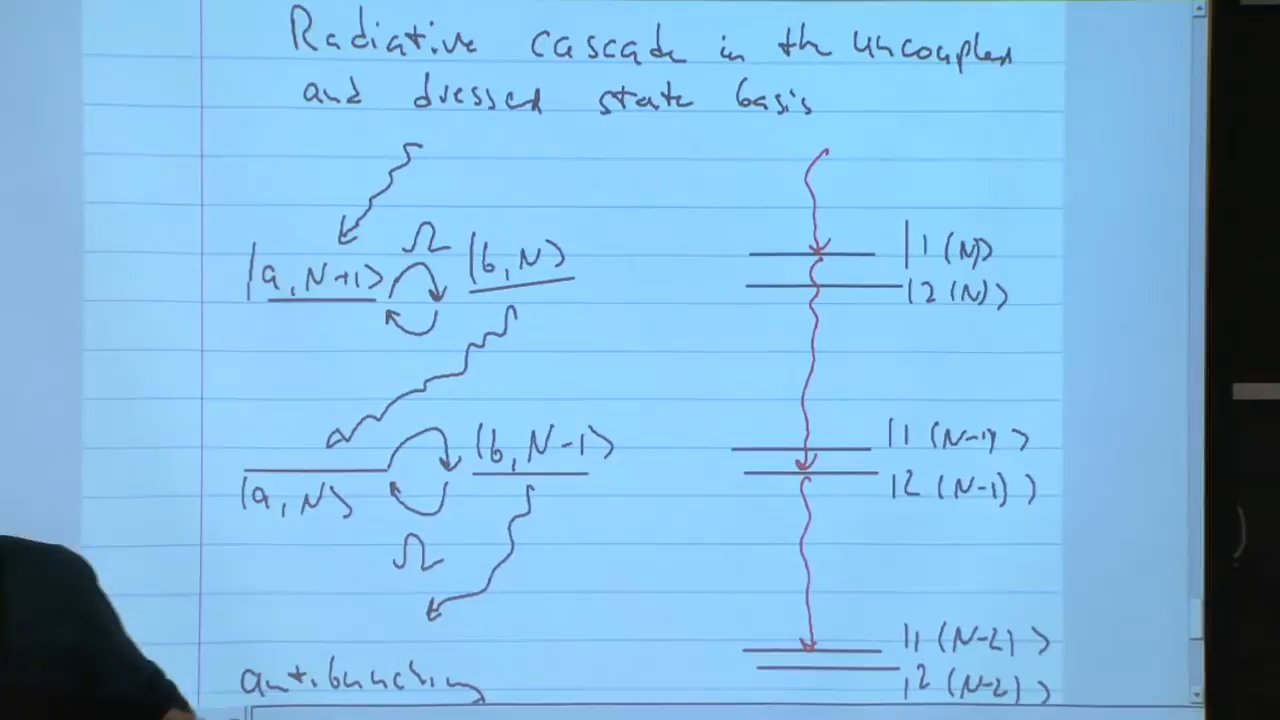 Radiative cascade in the uncoupled
and dressed state basis
Ω
|a, N+1> |b, N>
|1 (N)>
|2 (N)>
|b, N-1>
|a, N>
|1 (N-1)>
|2 (N-1)>
Ω
|1 (N-2)>
|2 (N-2)>
antibunching